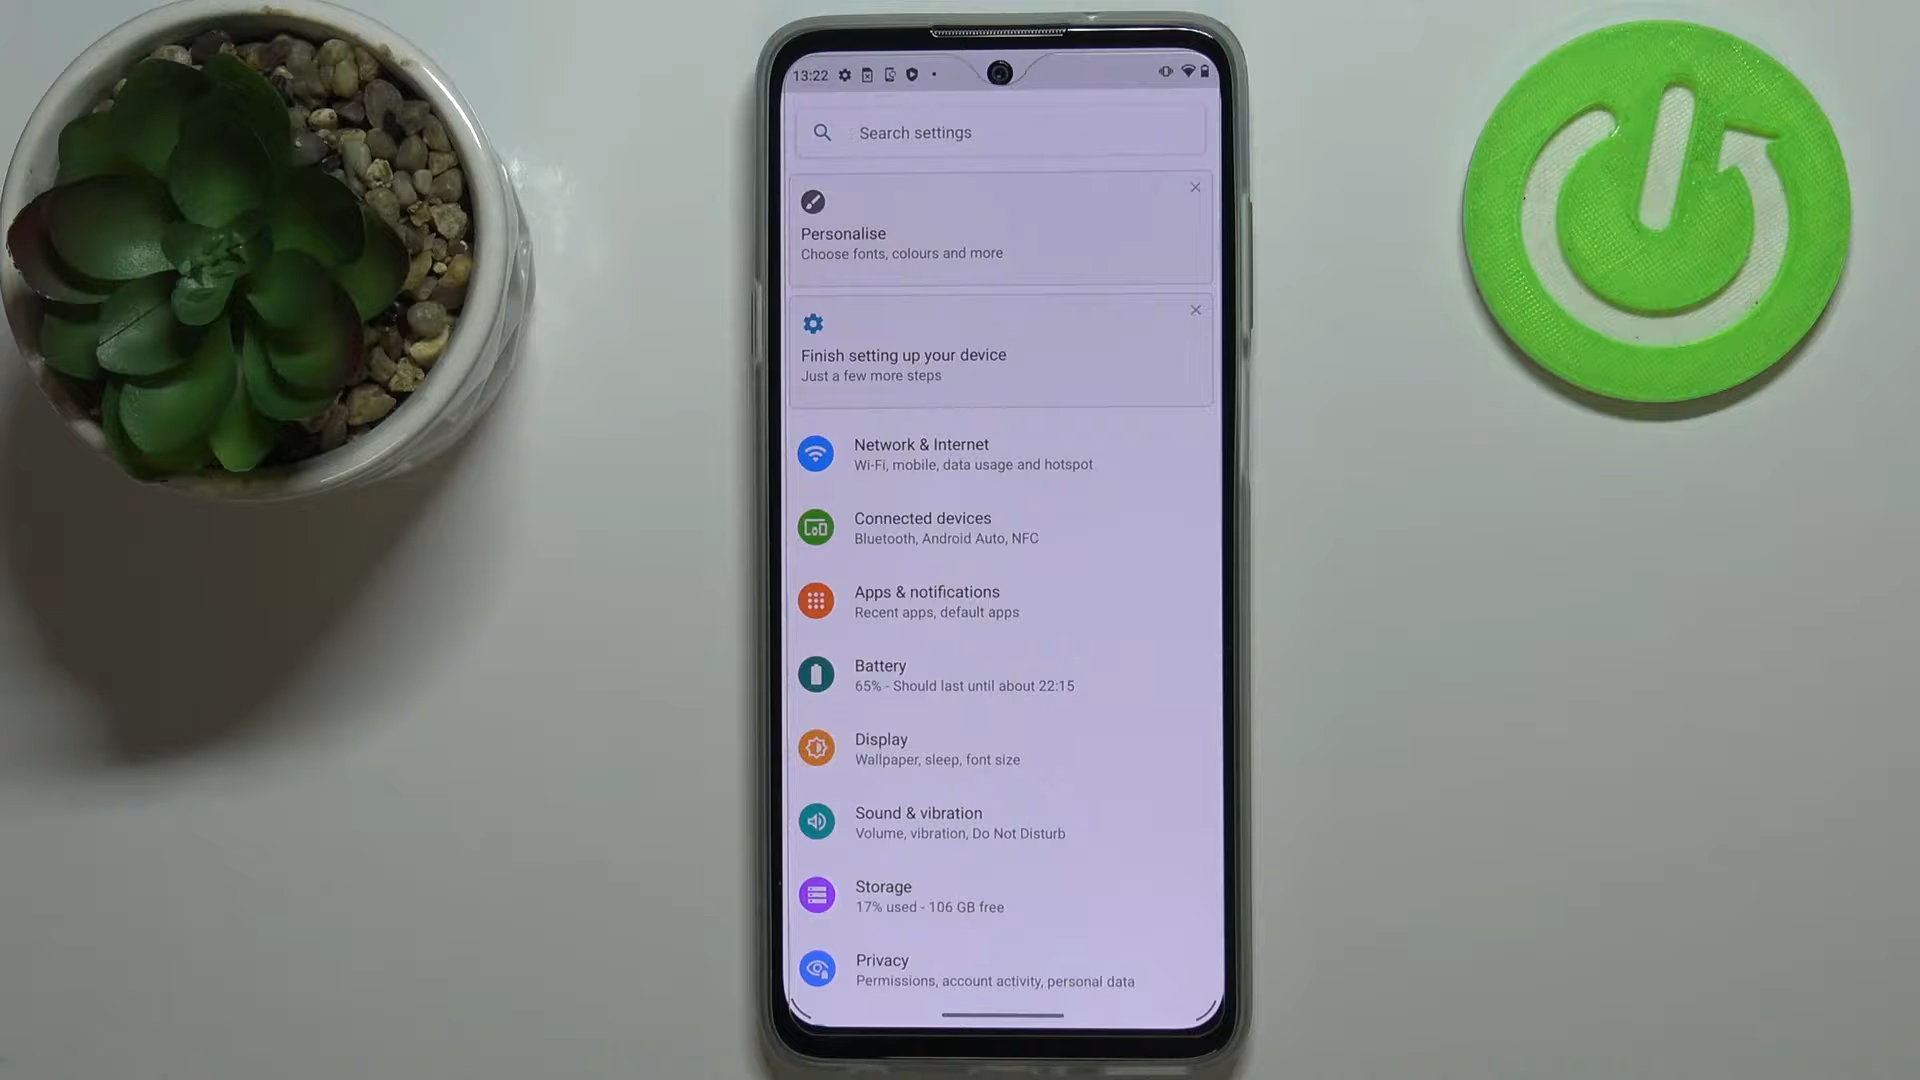 13:22
Search settings
Personalise
Choose fonts, colours and more
Finish setting up your device
Just a few more steps
Network & Internet
Wi-Fi, mobile, data usage and hotspot
Connected devices
Bluetooth, Android Auto, NFC
Apps & notifications
Recent apps, default apps
Battery
65% - Should last until about 22:15
Display
Wallpaper, sleep, font size
Sound & vibration
Volume, vibration, Do Not Disturb
Storage
17% used - 106 GB free
Privacy
Permissions, account activity, personal data